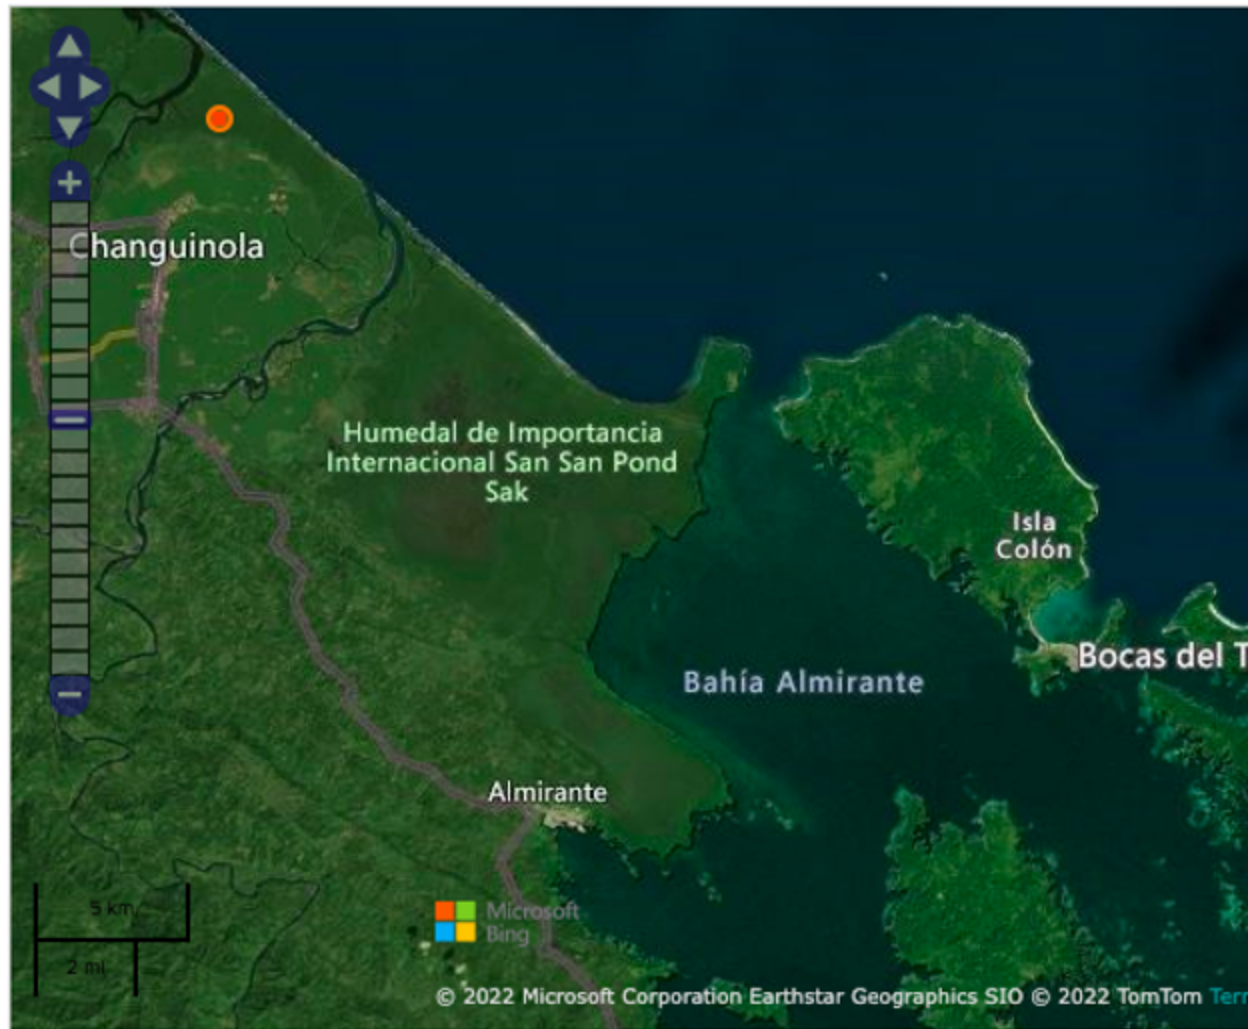 Changuinola
Humedal de Importancia
Internacional San San Pond
Sak
Isla
Colón
Bocas del T
Bahía Almirante
Almirante
5 km
2 mi
Microsoft
Bing
© 2022 Microsoft Corporation Earthstar Geographics SIO © 2022 TomTom Terr